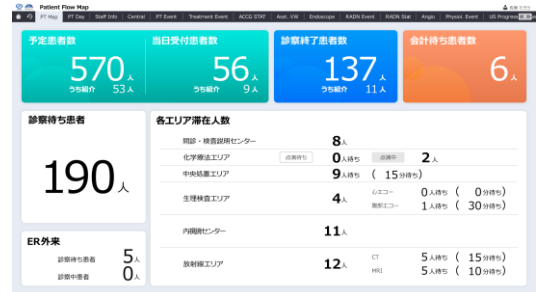 Patient Flow Map
PT Map PT Day Staff Info Central PT Event Treatment Event ACCG STAT Asst. VW Endoscope RADN Event RADN Stat Angio Physiol. Event US Progress
予定患者数 当日受付患者数 診察終了患者数 会計待ち患者数
570人 56人 137人 6人
うち紹介 53人 うち紹介 9人 うち紹介 11人
診察待ち患者
190人
ER外来
診察待ち患者 5人
診察中患者 0人
各エリア滞在人数
問診・検査説明センター 8人
化学療法エリア 点滴待ち 0人待ち 点滴中 2人
中央処置エリア 9人待ち ( 15分待ち)
生理検査エリア 4人 心エコー 0人待ち ( 0分待ち)
腹部エコー 1人待ち ( 30分待ち)
内視鏡センター 11人
放射線エリア 12人 CT 5人待ち ( 15分待ち)
MRI 5人待ち ( 10分待ち)